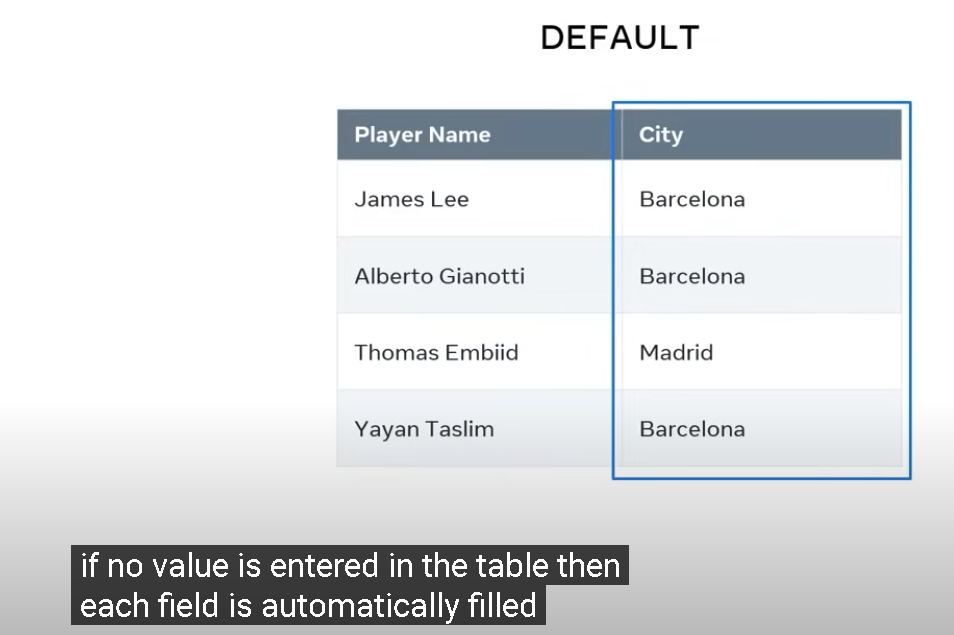 DEFAULT
Player Name City
James Lee Barcelona
Alberto Gianotti Barcelona
Thomas Embiid Madrid
Yayan Taslim Barcelona
if no value is entered in the table then
each field is automatically filled